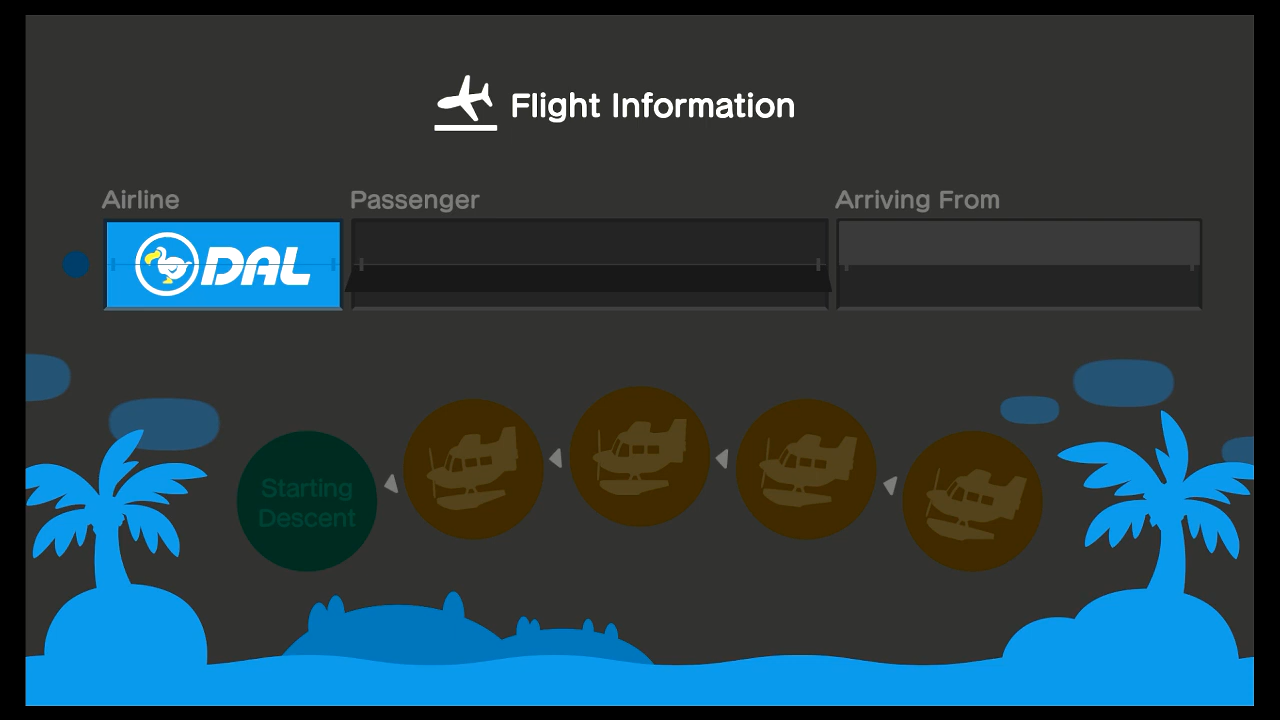 Flight Information
Airline
Passenger
Arriving From
DAL
Starting
Descent